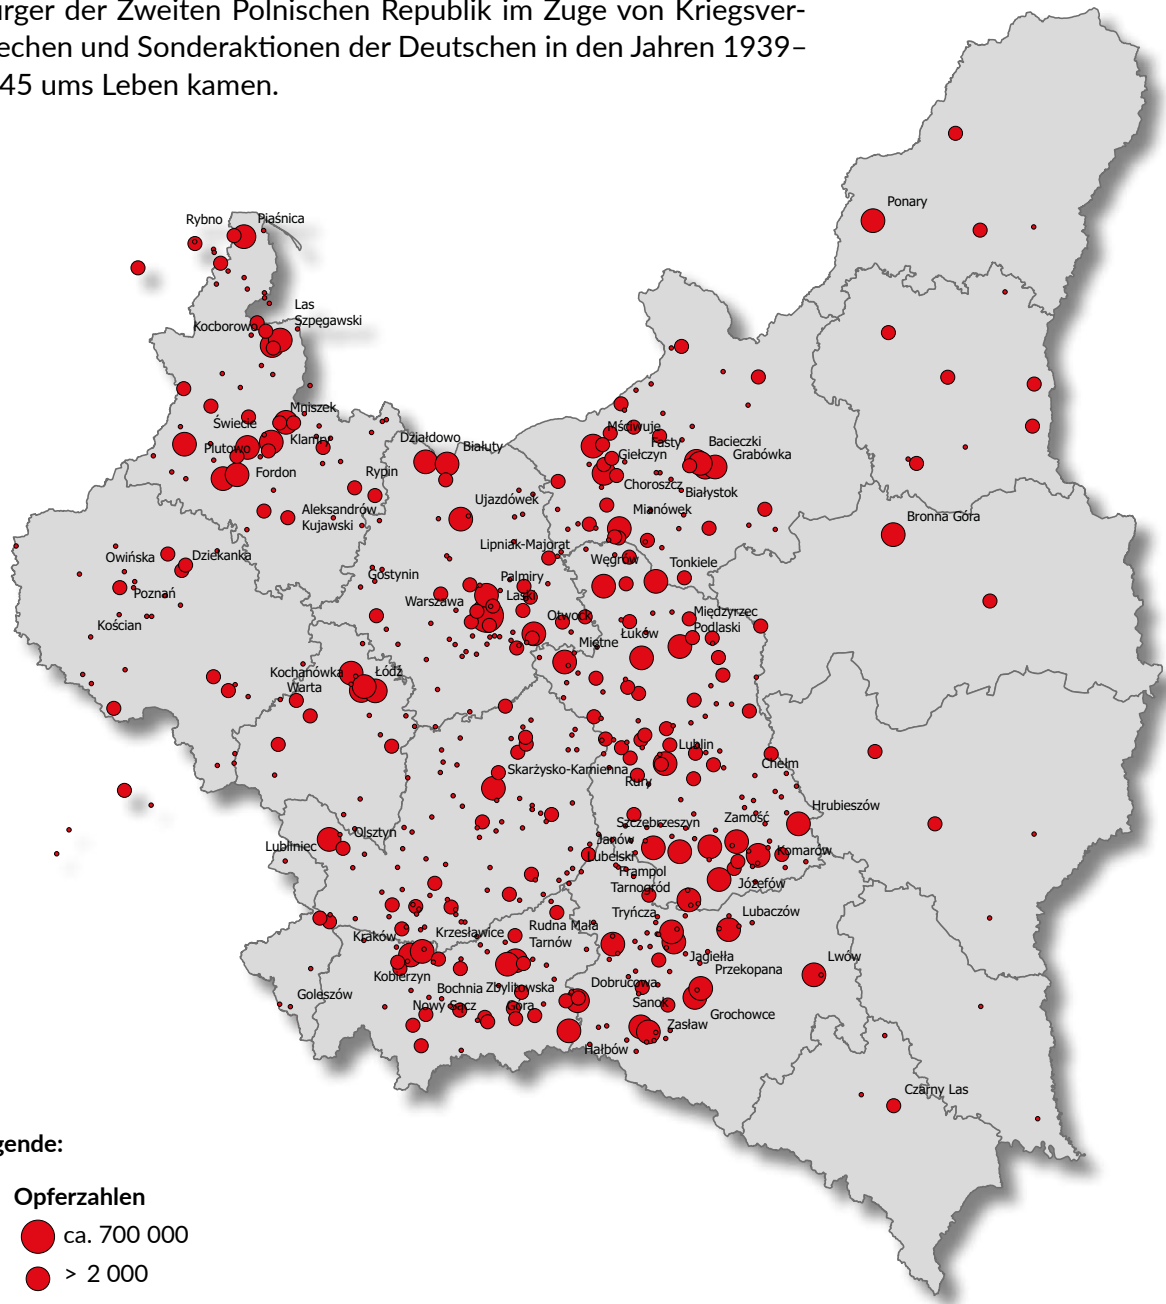 ürger der Zweiten Polnischen Republik im Zuge von Kriegsver-
echen und Sonderaktionen der Deutschen in den Jahren 1939–
45 ums Leben kamen.
Ponary
Rybno
Piaśnica
Las
Szpęgawski
Kocborowo
Mniszek
Świecie
Klamry
Plutowo
Fordon
Działdowo
Białuty
Rypin
Mściwuje
Fasty
Bacieczki
Giełczyn
Grabówka
Choroszcz
Białystok
Ujazdówek
Aleksandrów
Kujawski
Mianówek
Bronna Góra
Lipniak-Majorat
Owińska
Dziekanka
Węgrów
Tonkiele
Gostynin
Palmiry
Poznań
Warszawa
Laski
Otwock
Międzyrzec
Podlaski
Kościan
Łuków
Miętne
Kochanówka
Łódź
Warta
Lublin
Chełm
Skarżysko-Kamienna
Rury
Hrubieszów
Szczebrzeszyn
Zamość
Olsztyn
Lubliniec
Janów
Lubelski
Komarów
Frampol
Tarnogród
Józefów
Tryńcza
Lubaczów
Rudna Mała
Krzesławice
Kraków
Tarnów
Jagiełła
Lwów
Przekopana
Kobierzyn
Dobrucowa
Bochnia
Zbylitowska
Góra
Goleszów
Nowy Sącz
Sanok
Grochowce
Zasław
Hałbów
Czarny Las
gende:
Opferzahlen
ca. 700 000
> 2 000